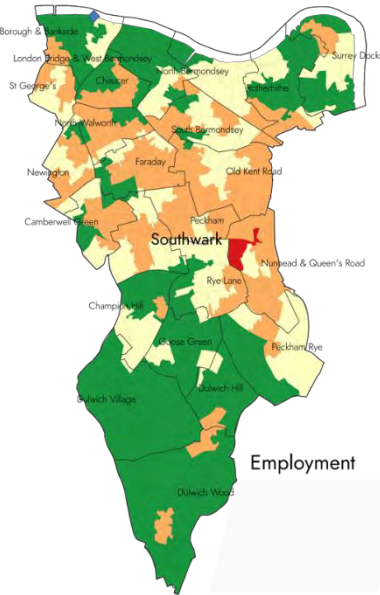 Borough & Bankside
London Bridge & West Bermondsey
Surrey Docks
North Bermondsey
St George's
Chaucer
Rotherhithe
North Walworth
South Bermondsey
Faraday
Newington
Old Kent Road
Camberwell Green
Peckham
Southwark
Nunhead & Queen's Road
Rye Lane
Champion Hill
Goose Green
Peckham Rye
Dulwich Hill
Dulwich Village
Employment
Dulwich Wood